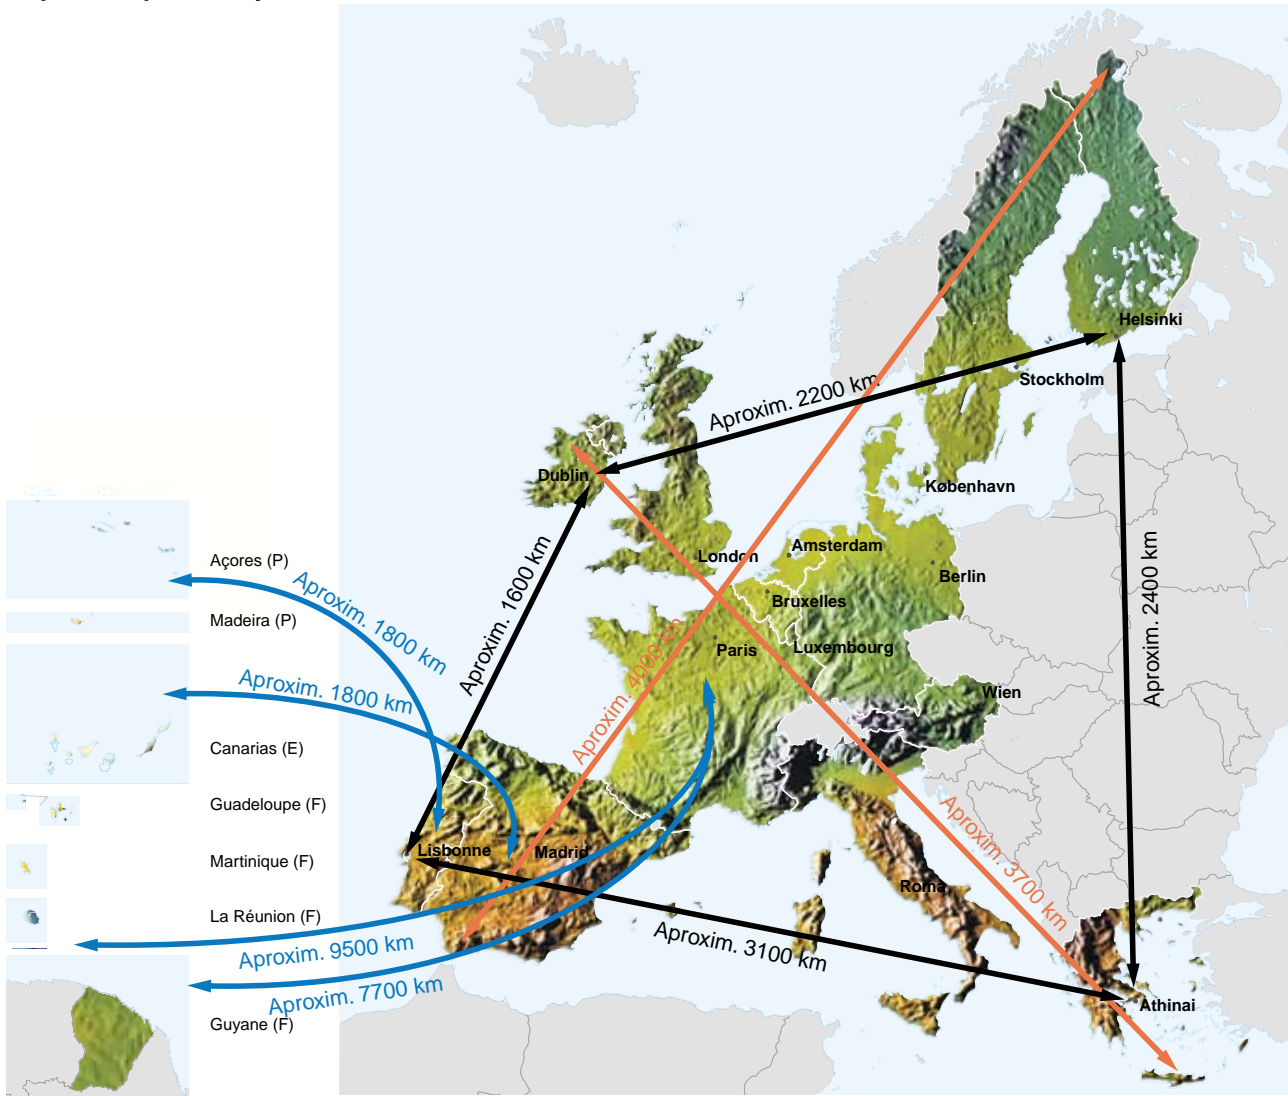 Helsinki
Stockholm
Aproxim. 2200 km
Dublin
København
London
Amsterdam
Berlin
Bruxelles
Paris
Luxembourg
Wien
Aproxim. 1600 km
Aproxim. 2400 km
Aproxim. 4000 km
Açores (P)
Aproxim. 1800 km
Madeira (P)
Aproxim. 1800 km
Canarias (E)
Guadeloupe (F)
Martinique (F)
La Réunion (F)
Aproxim. 9500 km
Aproxim. 7700 km
Guyane (F)
Lisbonne
Madrid
Roma
Aproxim. 3700 km
Aproxim. 3100 km
Athinai